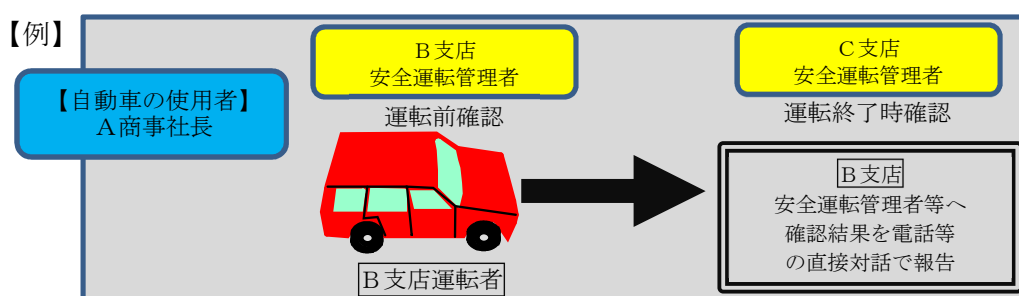 【例】
【自動車の使用者】
A商事社長
B支店
安全運転管理者
運転前確認
B支店運転者
C支店
安全運転管理者
運転終了時確認
B支店
安全運転管理者等へ
確認結果を電話等
の直接対話で報告